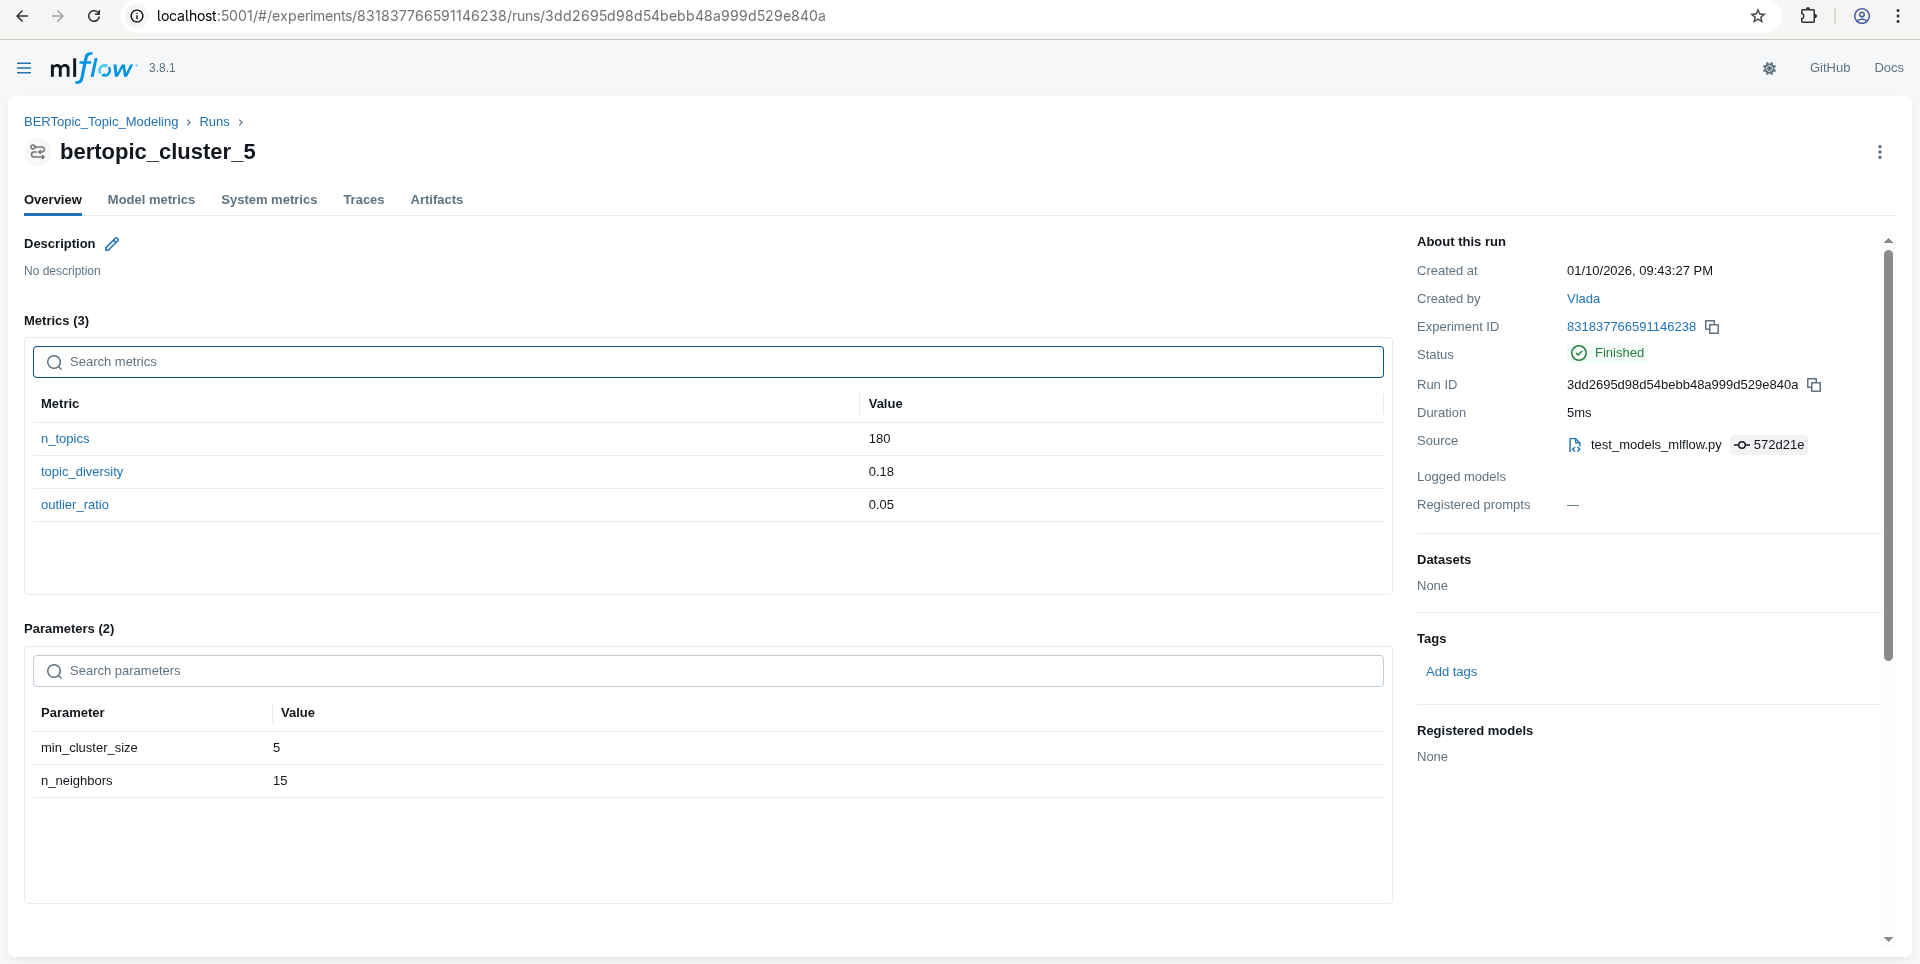 localhost:5001/#/experiments/831837766591146238/runs/3dd2695d98d54bebb48a999d529e840a
mlflow 3.8.1
GitHub Docs
BERTopic_Topic_Modeling › Runs ›
bertopic_cluster_5
Overview Model metrics System metrics Traces Artifacts
Description
No description
Metrics (3)
Search metrics
Metric Value
n_topics 180
topic_diversity 0.18
outlier_ratio 0.05
Parameters (2)
Search parameters
Parameter Value
min_cluster_size 5
n_neighbors 15
About this run
Created at 01/10/2026, 09:43:27 PM
Created by Vlada
Experiment ID 831837766591146238
Status Finished
Run ID 3dd2695d98d54bebb48a999d529e840a
Duration 5ms
Source test_models_mlflow.py 572d21e
Logged models
Registered prompts —
Datasets
None
Tags
Add tags
Registered models
None